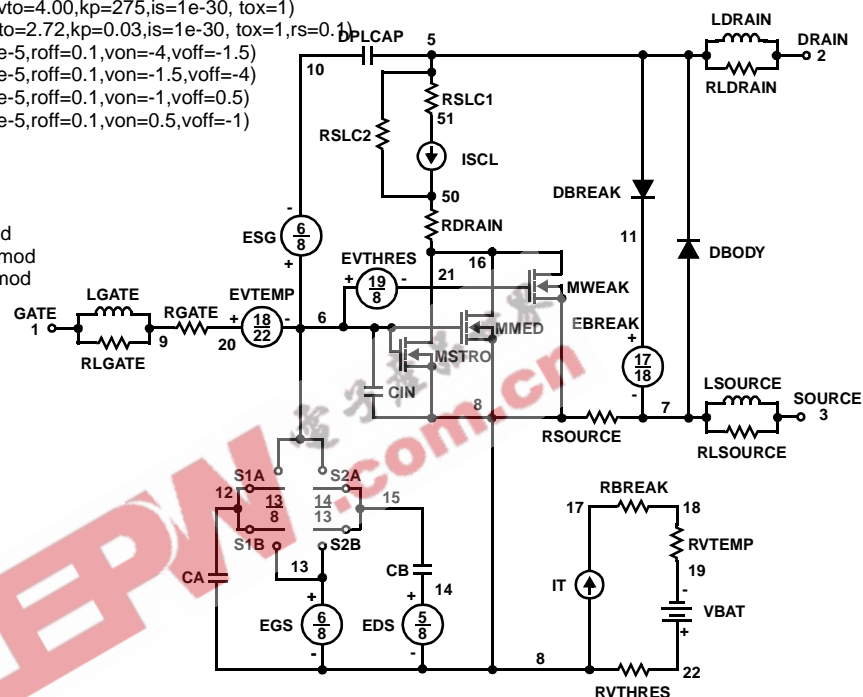 vto=4.00,kp=275,is=1e-30, tox=1)
to=2.72,kp=0.03,is=1e-30, tox=1,rs=0.1)
e-5,roff=0.1,von=-4,voff=-1.5)
e-5,roff=0.1,von=-1.5,voff=-4)
e-5,roff=0.1,von=-1,voff=0.5)
e-5,roff=0.1,von=0.5,voff=-1)
d
mod
mod
DPLCAP
5
10
RSLC1
51
RSLC2
ISCL
50
RDRAIN
LDRAIN
DRAIN
2
RLDRAIN
DBREAK
11
DBODY
-
ESG
6
8
+
EVTHRES
+
19
8
-
16
21
MWEAK
LGATE
GATE
1
RLGATE
9
RGATE
20
EVTEMP
+
18
22
-
6
MMED
MSTRO
EBREAK
+
17
18
-
CIN
8
RSOURCE
7
LSOURCE
SOURCE
3
RLSOURCE
S1A
S2A
12
13
8
14
13
15
S1B
S2B
13
CA
CB
14
+
EGS
6
8
-
+
EDS
5
8
-
8
RBREAK
17
18
RVTEMP
19
IT
-
VBAT
+
22
RVTHRES
EEPW
.com.cn